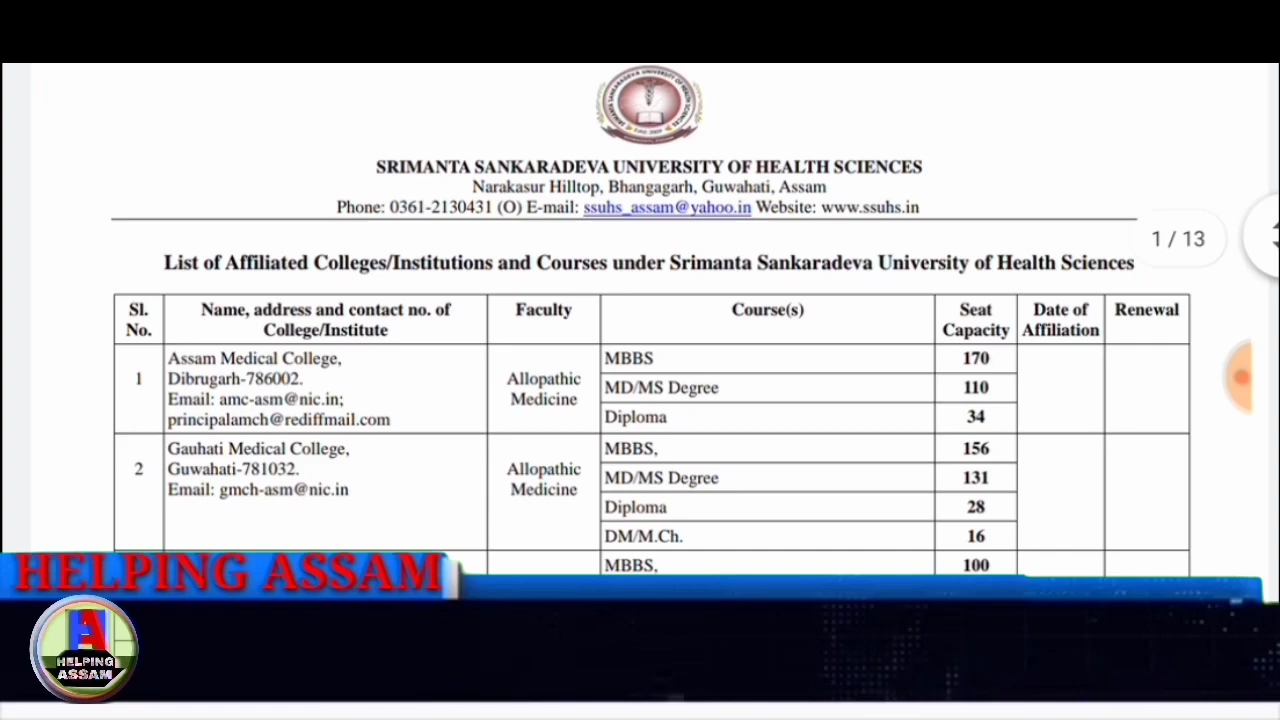 SRIMANTA SANKARADEVA UNIVERSITY OF HEALTH SCIENCES
Narakasur Hilltop, Bhangagarh, Guwahati, Assam
Phone: 0361-2130431 (O) E-mail: ssuhs_assam@yahoo.in Website: www.ssuhs.in
1 / 13
List of Affiliated Colleges/Institutions and Courses under Srimanta Sankaradeva University of Health Sciences
Sl. No. Name, address and contact no. of College/Institute Faculty Course(s) Seat Capacity Date of Affiliation Renewal
1
Assam Medical College,
Dibrugarh-786002.
Email: amc-asm@nic.in;
principalamch@rediffmail.com
Allopathic
Medicine
MBBS 170
MD/MS Degree 110
Diploma 34
2
Gauhati Medical College,
Guwahati-781032.
Email: gmch-asm@nic.in
Allopathic
Medicine
MBBS, 156
MD/MS Degree 131
Diploma 28
DM/M.Ch. 16
MBBS, 100
HELPING ASSAM
A
HELPING
ASSAM